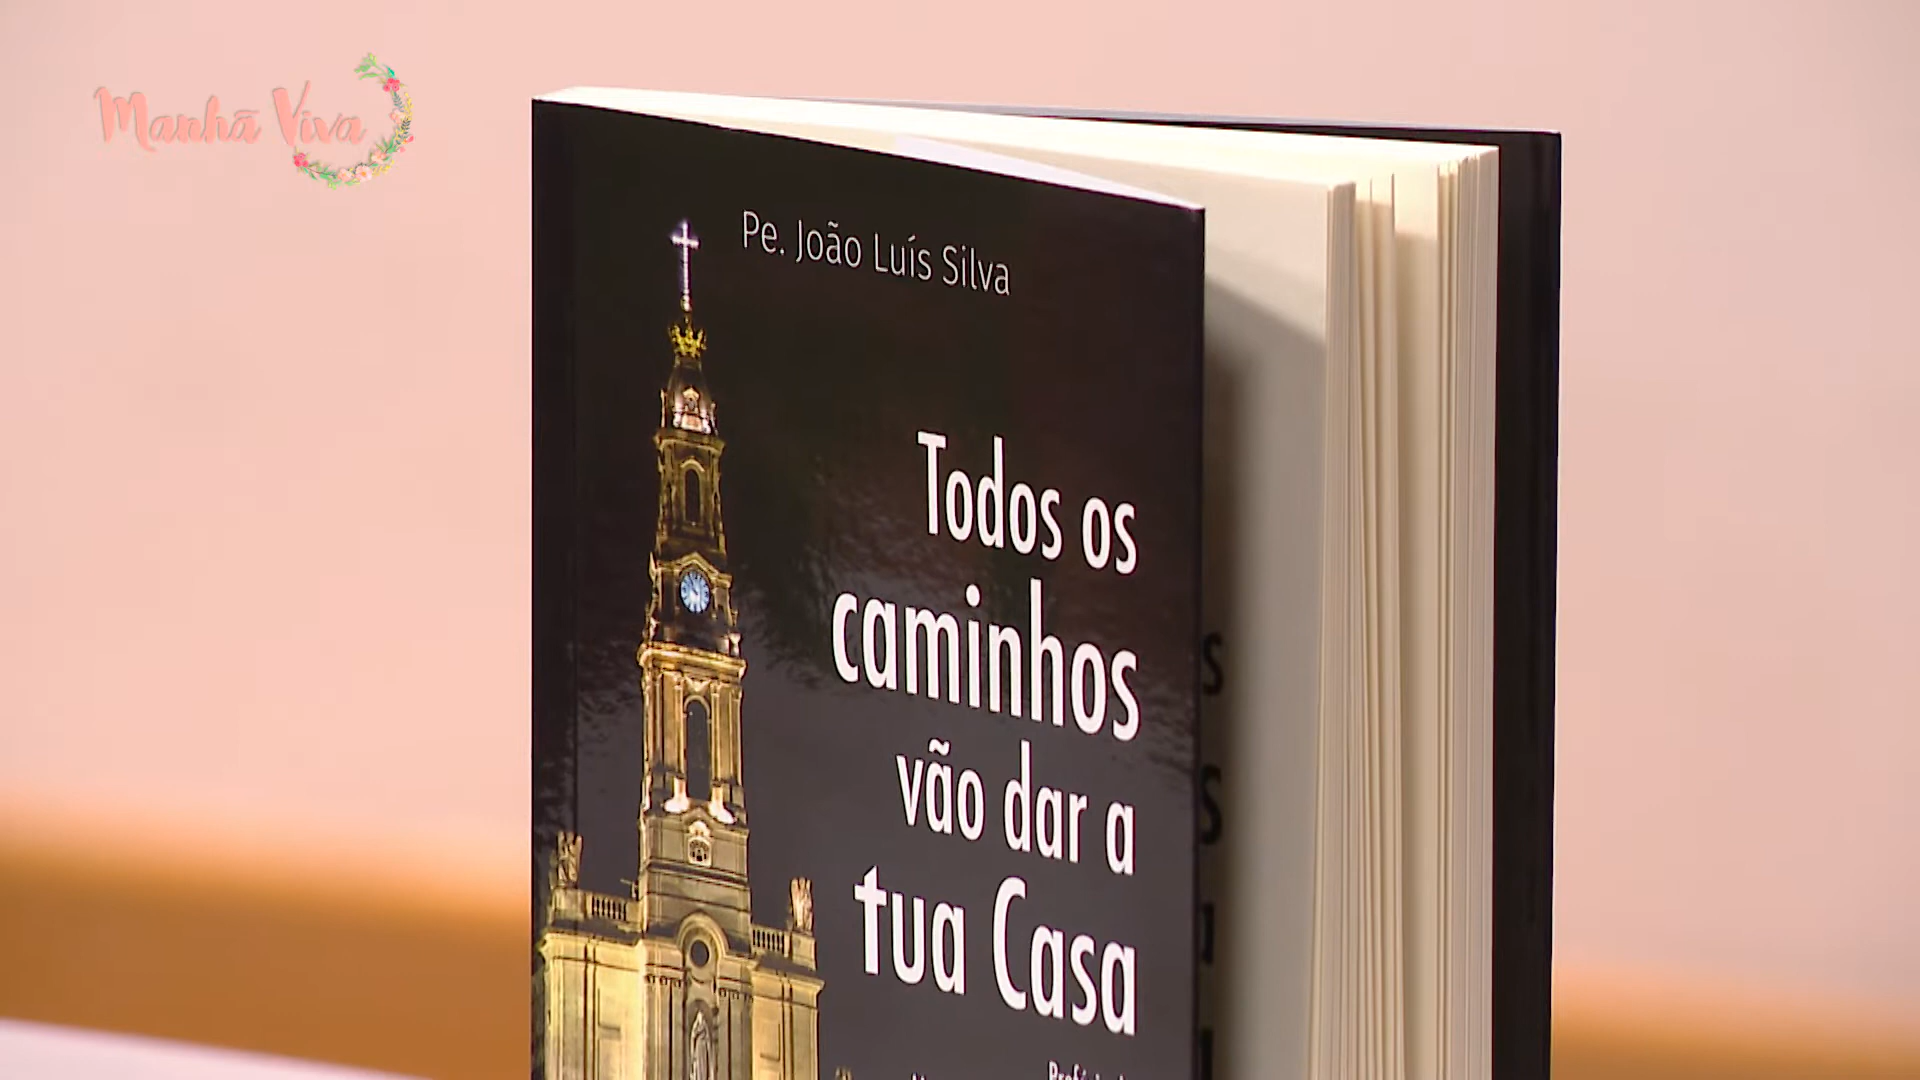 Manhã Viva
Pe. João Luís Silva
Todos os
caminhos
vão dar a
tua Casa